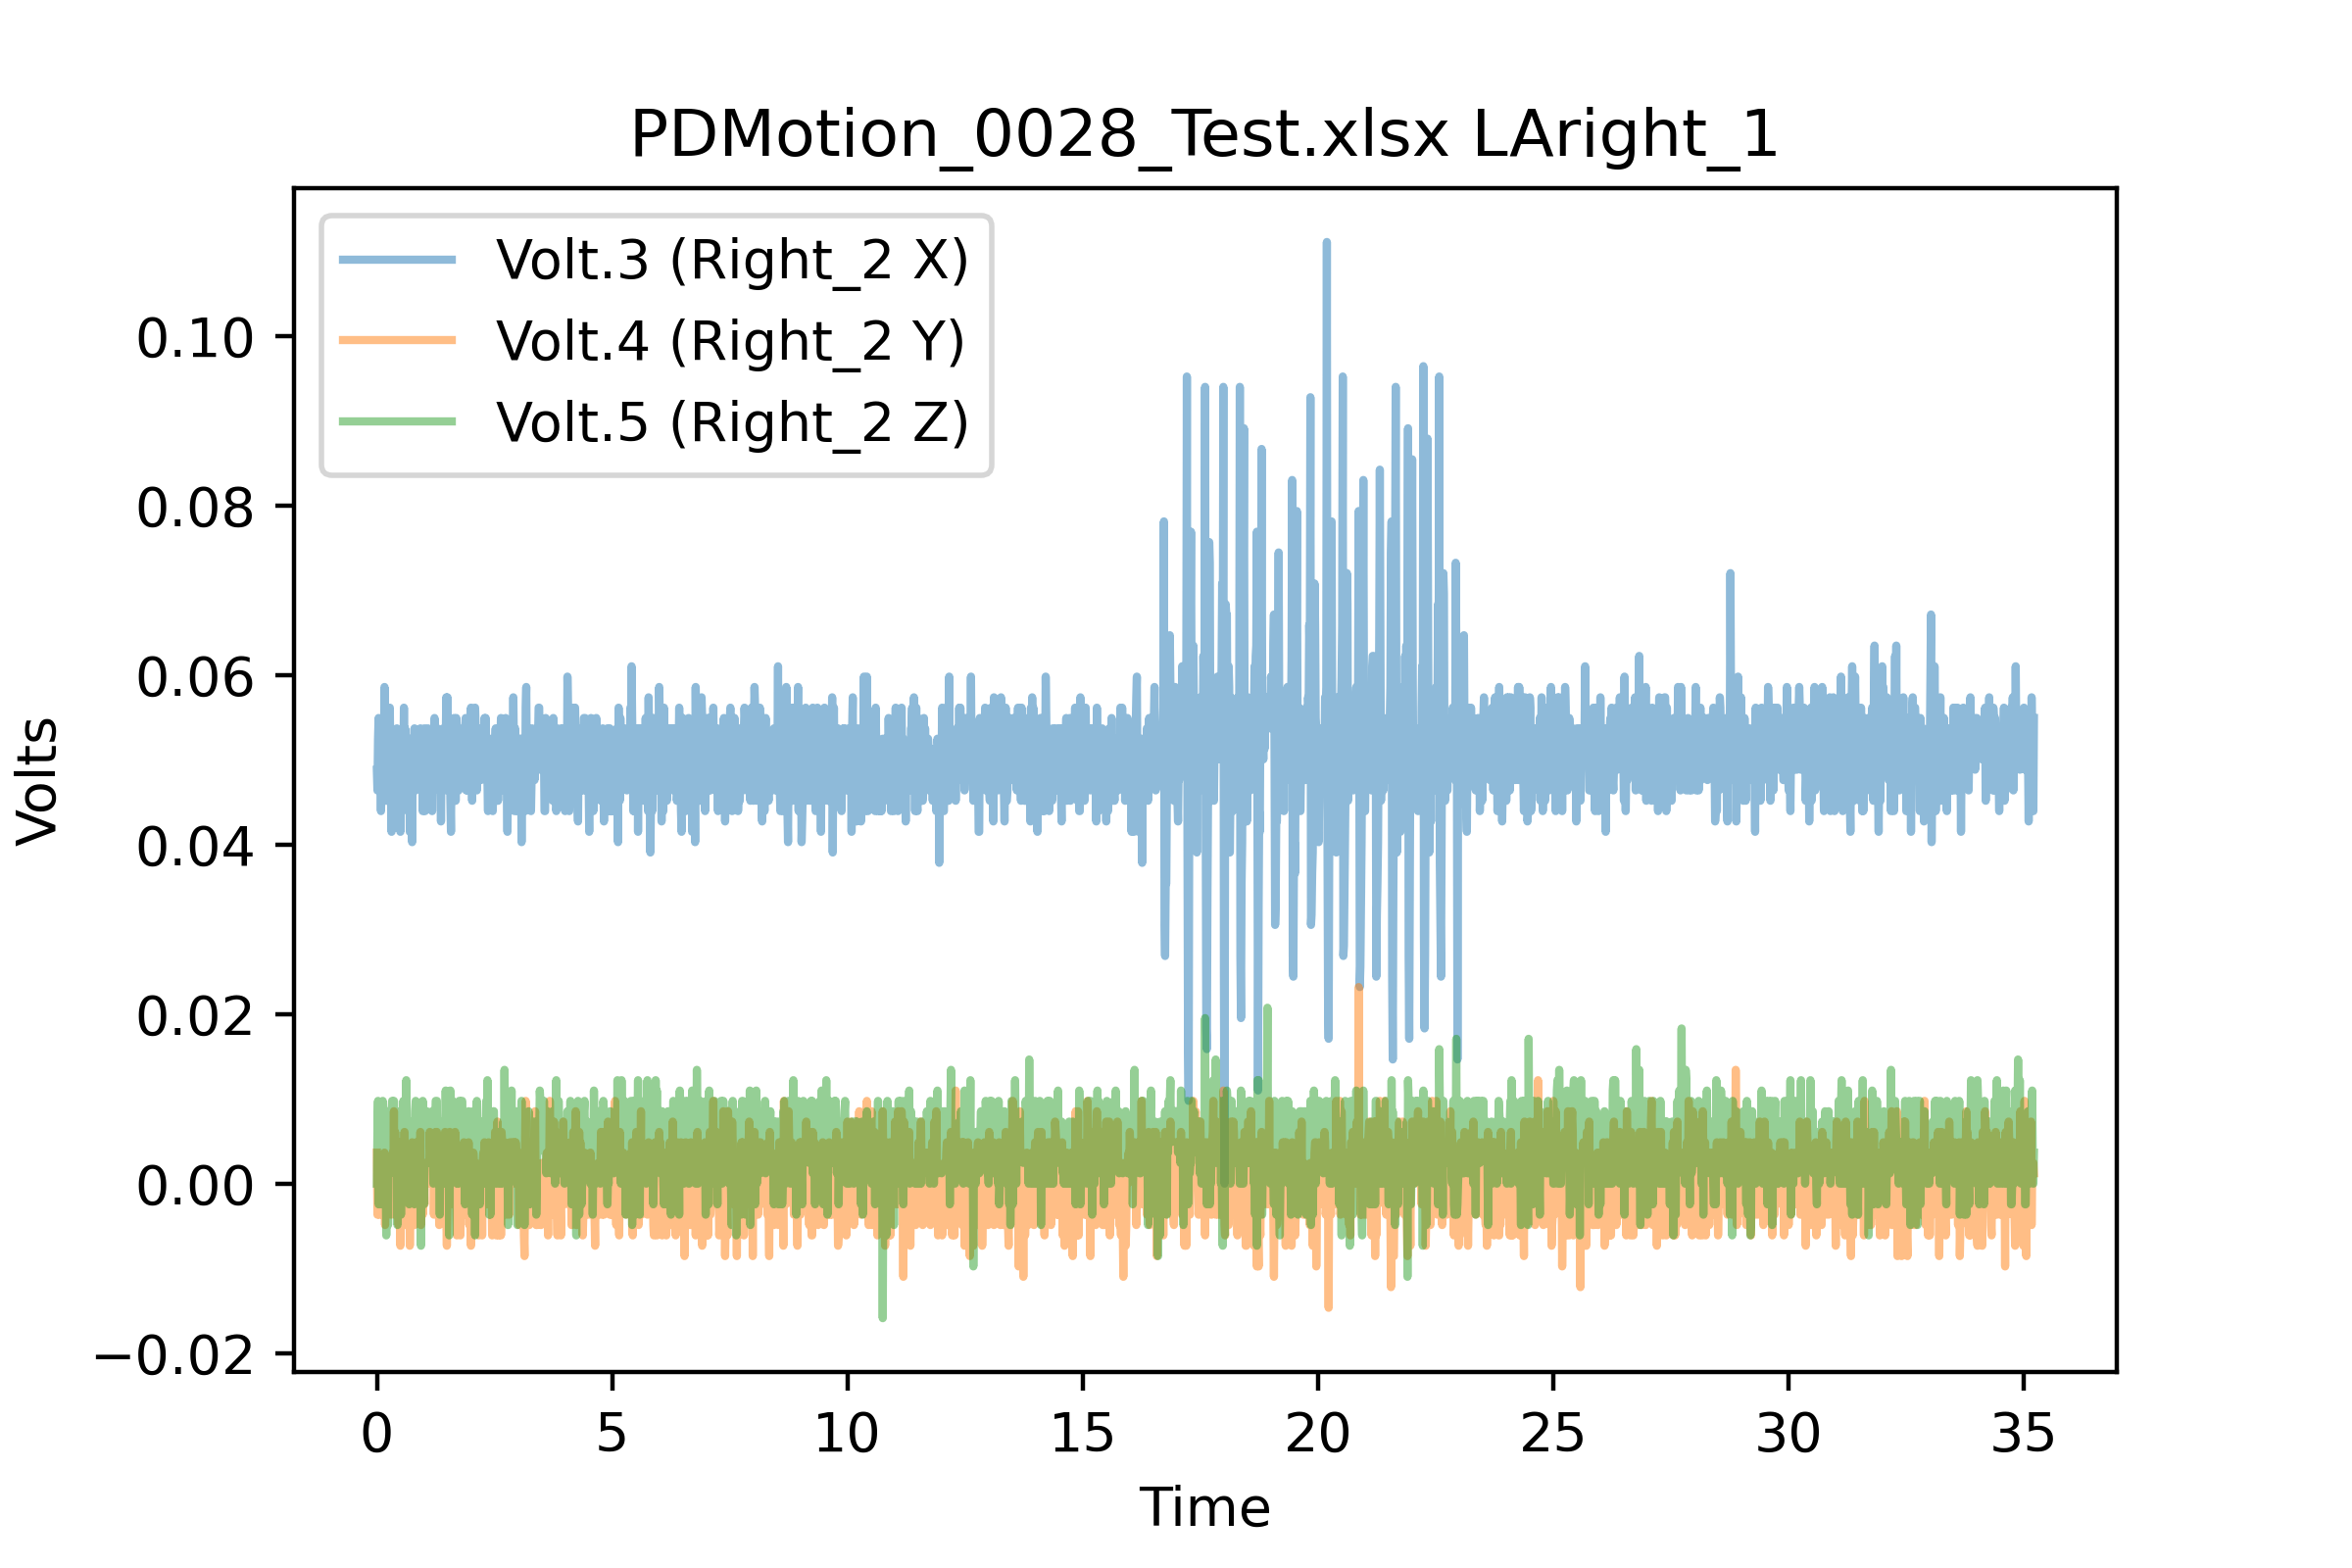 PDMotion_0028_Test.xlsx LAright_1
Volt.3 (Right_2 X)
Volt.4 (Right_2 Y)
Volt.5 (Right_2 Z)
Volts
0.10
0.08
0.06
0.04
0.02
0.00
−0.02
0 5 10 15 20 25 30 35
Time